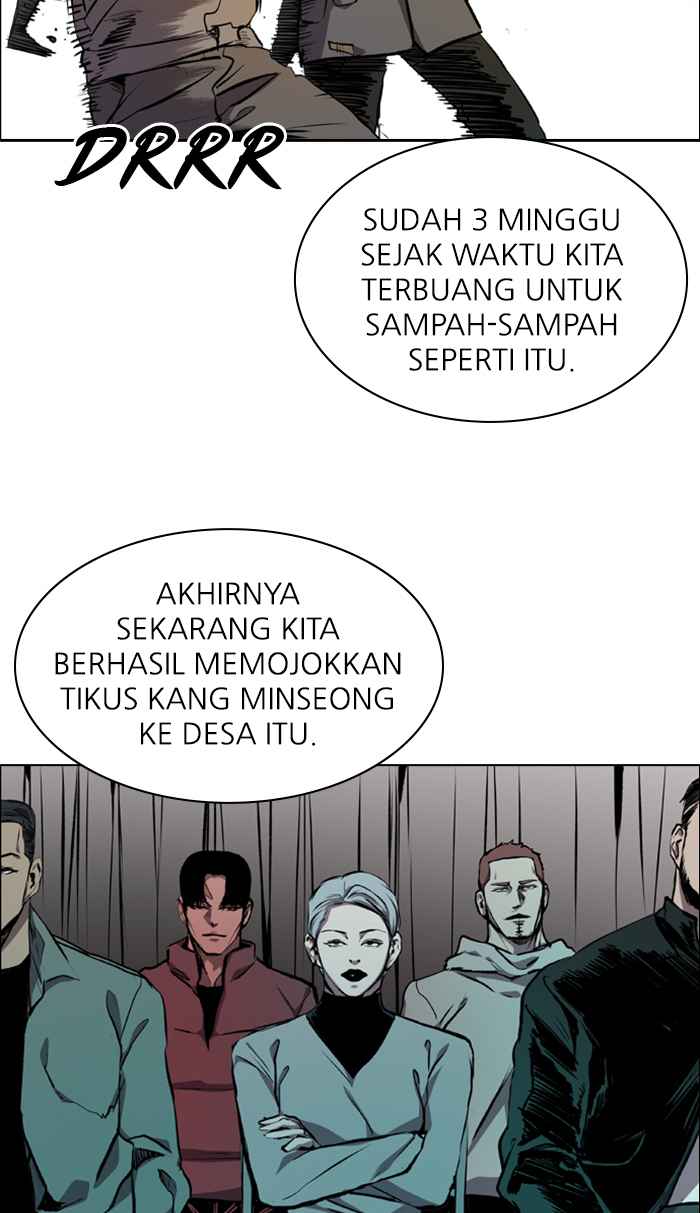 DRRR
SUDAH 3 MINGGU
SEJAK WAKTU KITA
TERBUANG UNTUK
SAMPAH-SAMPAH
SEPERTI ITU.
AKHIRNYA
SEKARANG KITA
BERHASIL MEMOJOKKAN
TIKUS KANG MINSEONG
KE DESA ITU.